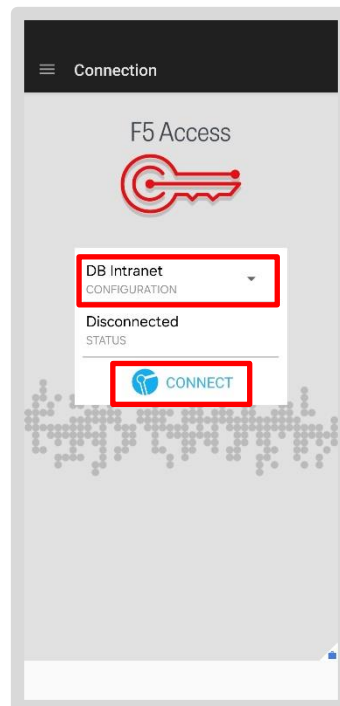 Connection
F5 Access
DB Intranet
CONFIGURATION
Disconnected
STATUS
CONNECT